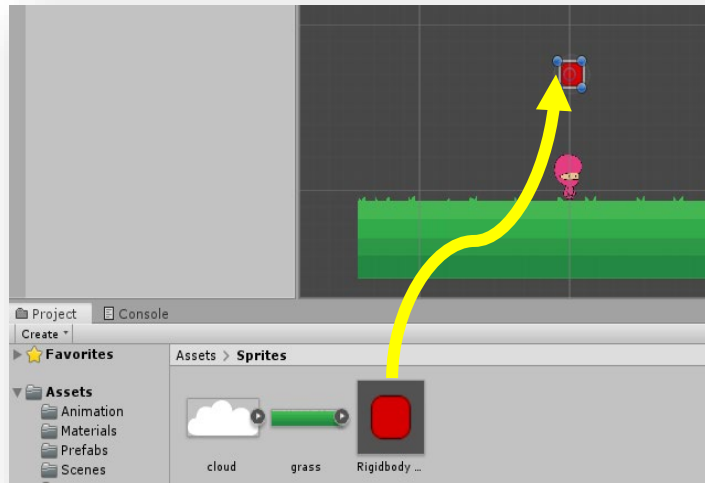 Project
Console
Create
Favorites
Assets > Sprites
Assets
Animation
Materials
Prefabs
Scenes
cloud
grass
Rigidbody ...